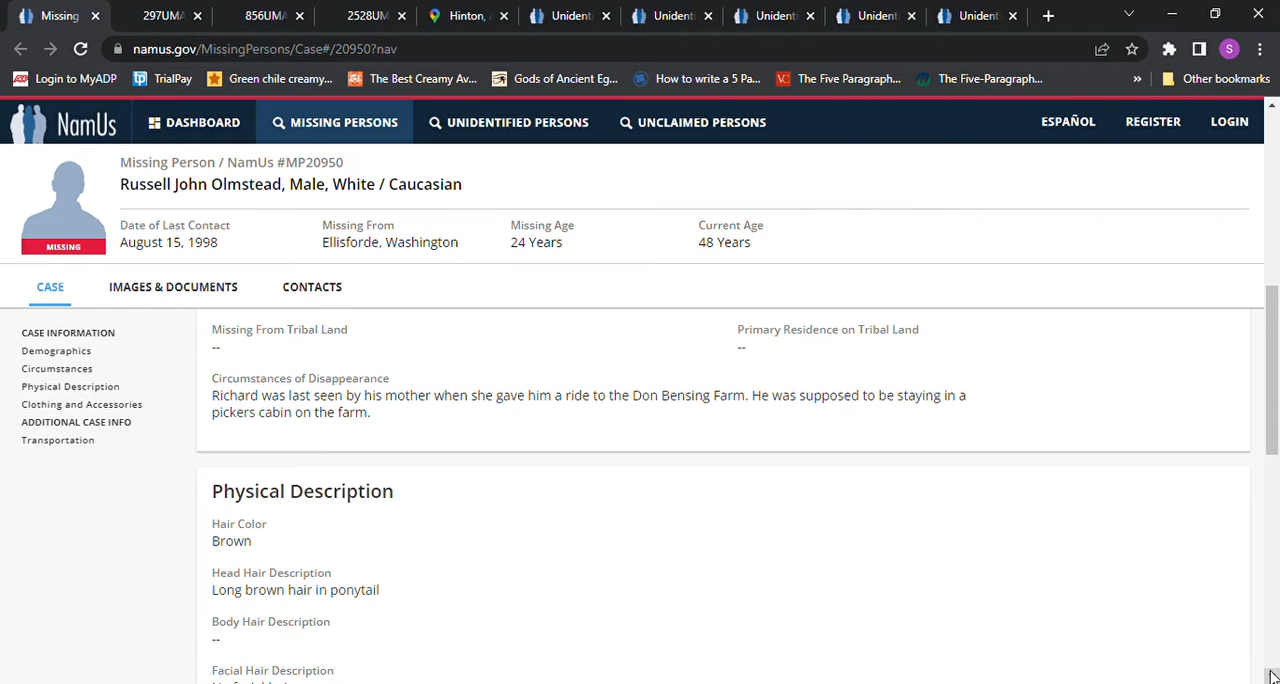 Missing
297UMA
856UMA
2528UM
Hinton,
Unident
Unidenti
Unidenti
Unident
Unident
namus.gov/MissingPersons/Case#/20950?nav
S
Login to MyADP
TrialPay
Green chile creamy...
The Best Creamy Av...
Gods of Ancient Eg...
How to write a 5 Pa...
The Five Paragraph...
The Five-Paragraph...
»
Other bookmarks
NamUs
DASHBOARD
MISSING PERSONS
UNIDENTIFIED PERSONS
UNCLAIMED PERSONS
ESPAÑOL
REGISTER
LOGIN
MISSING
Missing Person / NamUs #MP20950
Russell John Olmstead, Male, White / Caucasian
Date of Last Contact
August 15, 1998
Missing From
Ellisforde, Washington
Missing Age
24 Years
Current Age
48 Years
CASE
IMAGES & DOCUMENTS
CONTACTS
CASE INFORMATION
Demographics
Circumstances
Physical Description
Clothing and Accessories
ADDITIONAL CASE INFO
Transportation
Missing From Tribal Land
--
Primary Residence on Tribal Land
--
Circumstances of Disappearance
Richard was last seen by his mother when she gave him a ride to the Don Bensing Farm. He was supposed to be staying in a
pickers cabin on the farm.
Physical Description
Hair Color
Brown
Head Hair Description
Long brown hair in ponytail
Body Hair Description
--
Facial Hair Description